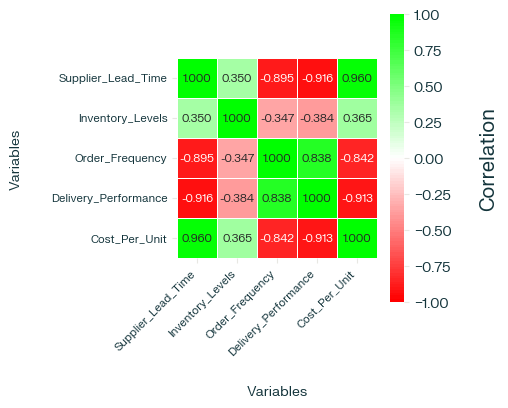 Variables
Supplier_Lead_Time 1.000 0.350 -0.895 -0.916 0.960
Inventory_Levels 0.350 1.000 -0.347 -0.384 0.365
Order_Frequency -0.895 -0.347 1.000 0.838 -0.842
Delivery_Performance -0.916 -0.384 0.838 1.000 -0.913
Cost_Per_Unit 0.960 0.365 -0.842 -0.913 1.000
Supplier_Lead_Time
Inventory_Levels
Order_Frequency
Delivery_Performance
Cost_Per_Unit
Variables
1.00
0.75
0.50
0.25
0.00
−0.25
−0.50
−0.75
−1.00
Correlation